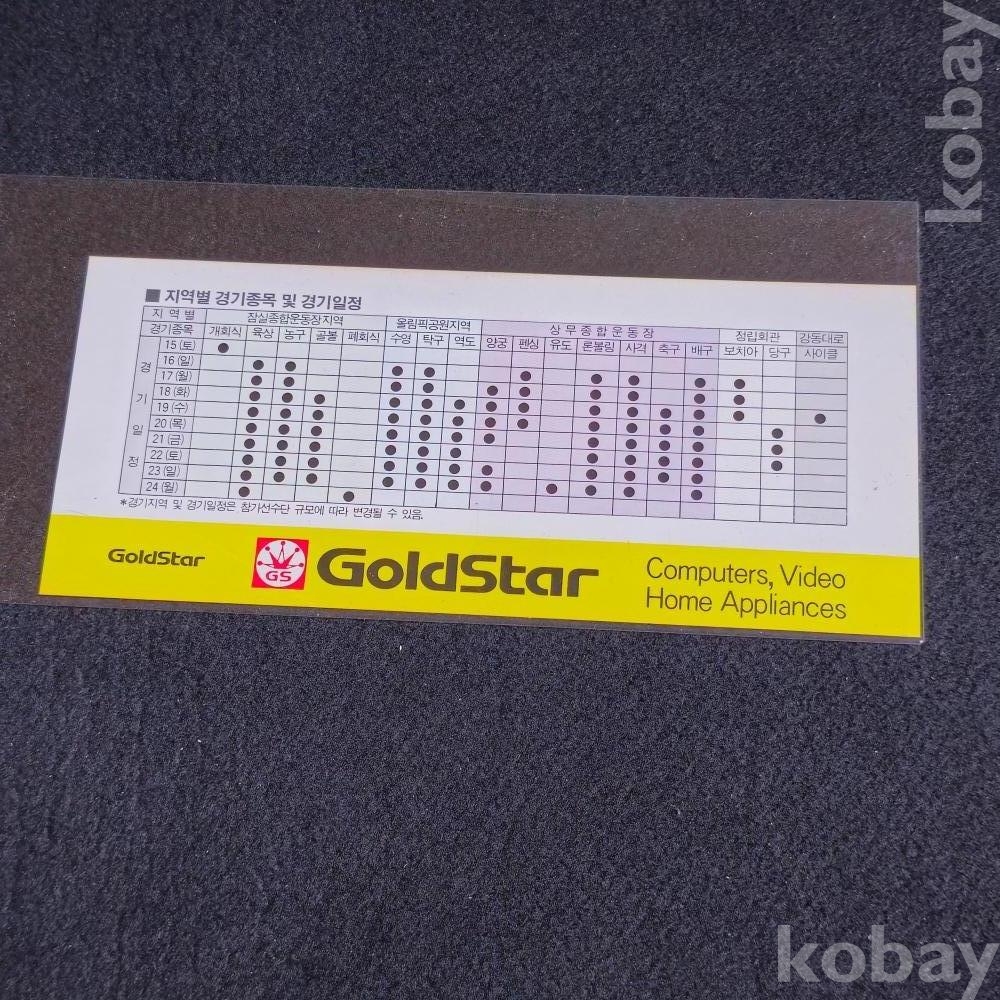 kobay
■ 지역별 경기종목 및 경기일정
지역별 잠실종합운동장지역 올림픽공원지역 상무종합운동장 정립회관 강동대로
경기종목 개회식 육상 농구 골볼 폐회식 수영 탁구 역도 양궁 펜싱 유도 론볼링 사격 축구 배구 보치아 당구 사이클
경기일정
15(토) ●
16(일) ● ● ● ● ● ● ● ● ●
17(월) ● ● ● ● ● ● ● ● ● ●
18(화) ● ● ● ● ● ● ● ● ● ● ● ●
19(수) ● ● ● ● ● ● ● ● ● ● ● ● ●
20(목) ● ● ● ● ● ● ● ● ● ● ● ●
21(금) ● ● ● ● ● ● ● ● ● ● ●
22(토) ● ● ● ● ● ● ● ● ● ● ●
23(일) ● ● ● ● ● ● ● ● ● ● ●
24(월) ● ● ● ● ● ●
*경기지역 및 경기일정은 참가선수단 규모에 따라 변경될 수 있음.
GoldStar
GS GoldStar
Computers, Video
Home Appliances
kobay